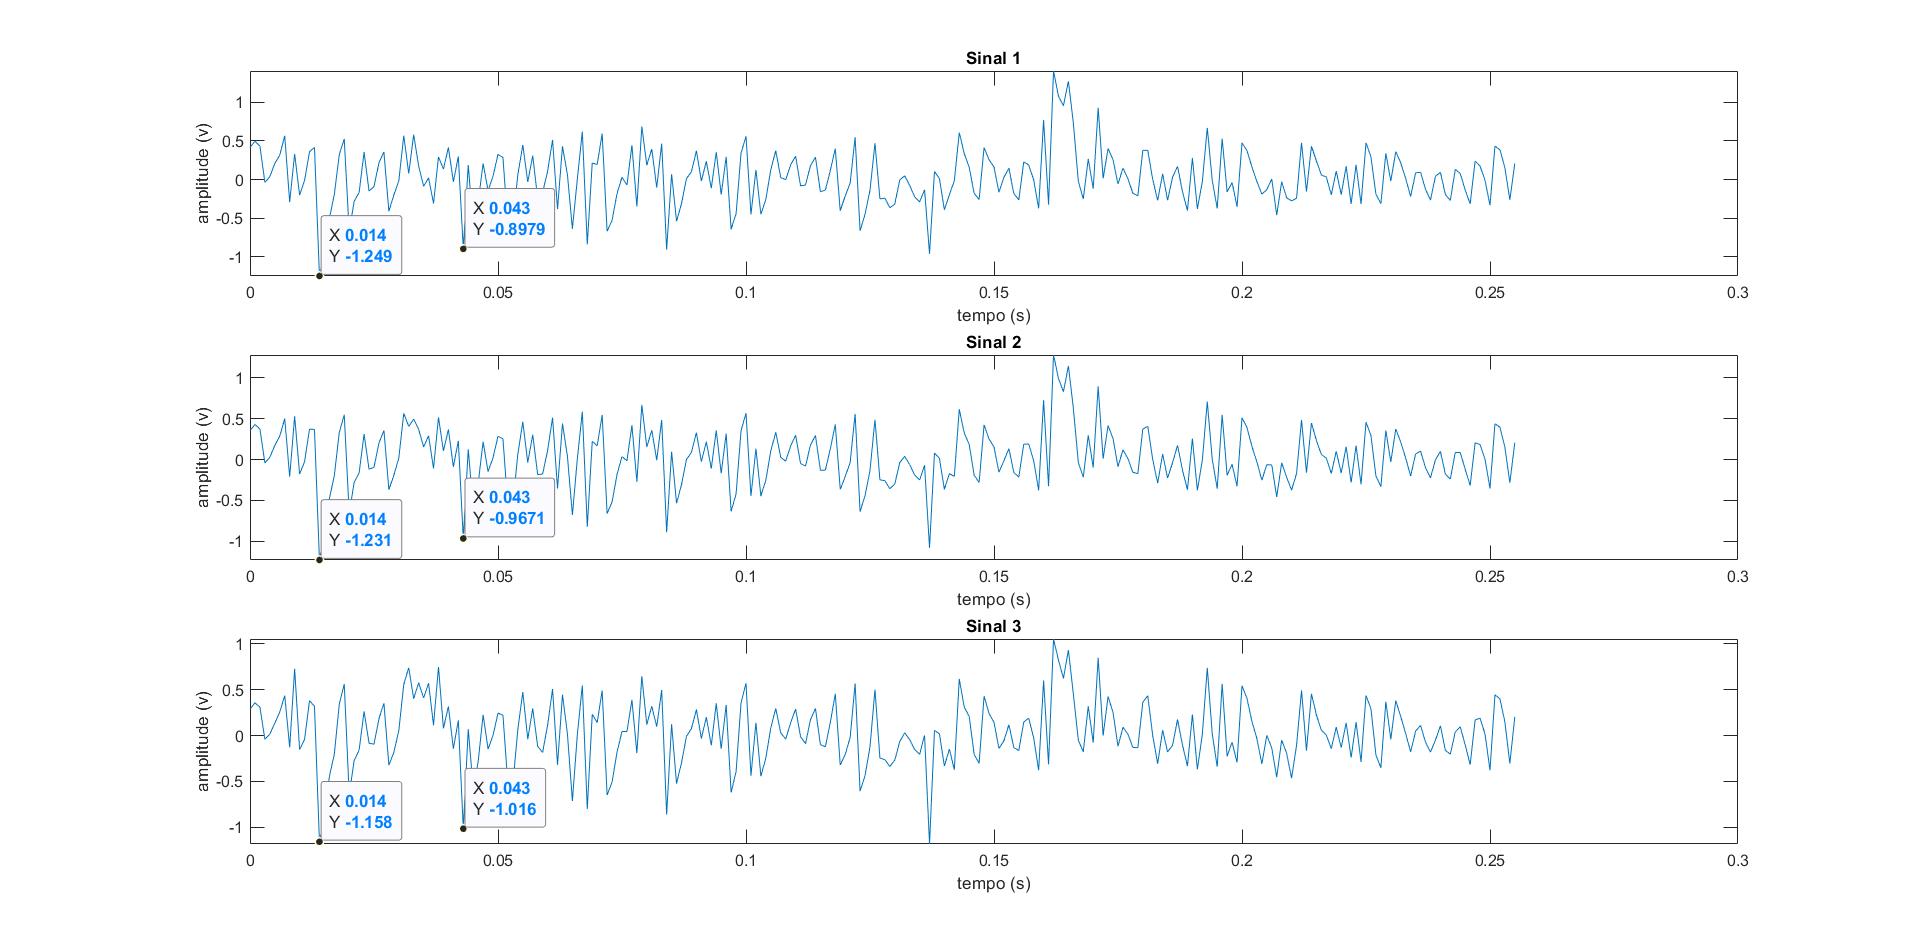 Sinal 1
amplitude (v)
1
0.5
0
-0.5
-1
X 0.014
Y -1.249
X 0.043
Y -0.8979
0 0.05 0.1 0.15 0.2 0.25 0.3
tempo (s)
Sinal 2
amplitude (v)
1
0.5
0
-0.5
-1
X 0.014
Y -1.231
X 0.043
Y -0.9671
0 0.05 0.1 0.15 0.2 0.25 0.3
tempo (s)
Sinal 3
amplitude (v)
1
0.5
0
-0.5
-1
X 0.014
Y -1.158
X 0.043
Y -1.016
0 0.05 0.1 0.15 0.2 0.25 0.3
tempo (s)